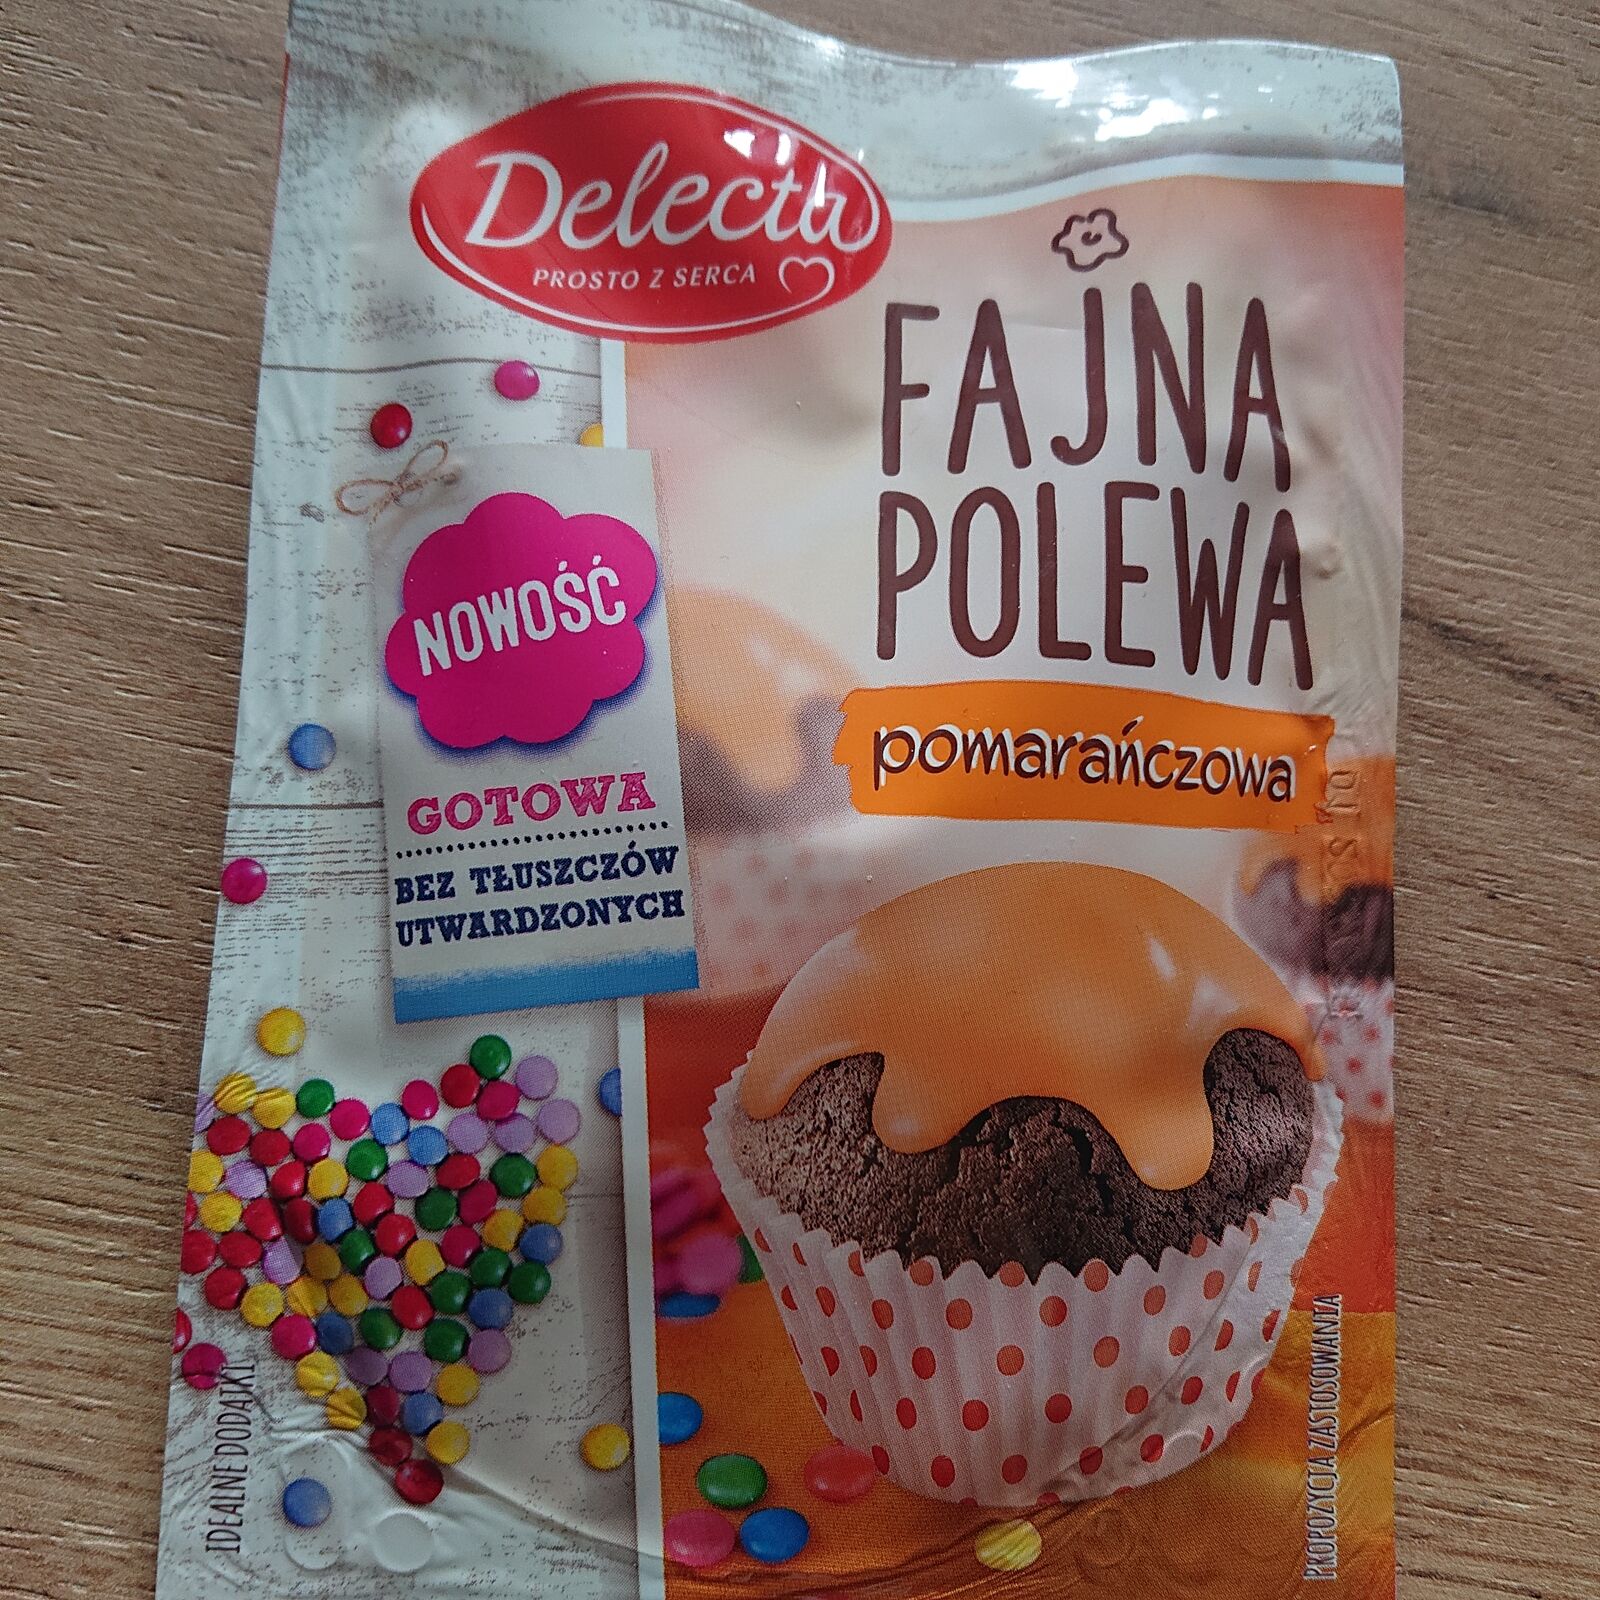 Delecta
PROSTO Z SERCA
FAJNA
POLEWA
pomarańczowa
NOWOŚĆ
GOTOWA
BEZ TŁUSZCZÓW
UTWARDZONYCH
IDEALNE DODATKI
PROPOZYCJA ZASTOSOWANIA